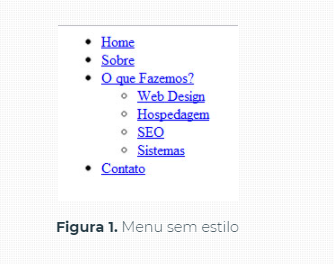 Home
Sobre
O que Fazemos?
Web Design
Hospedagem
SEO
Sistemas
Contato
Figura 1. Menu sem estilo